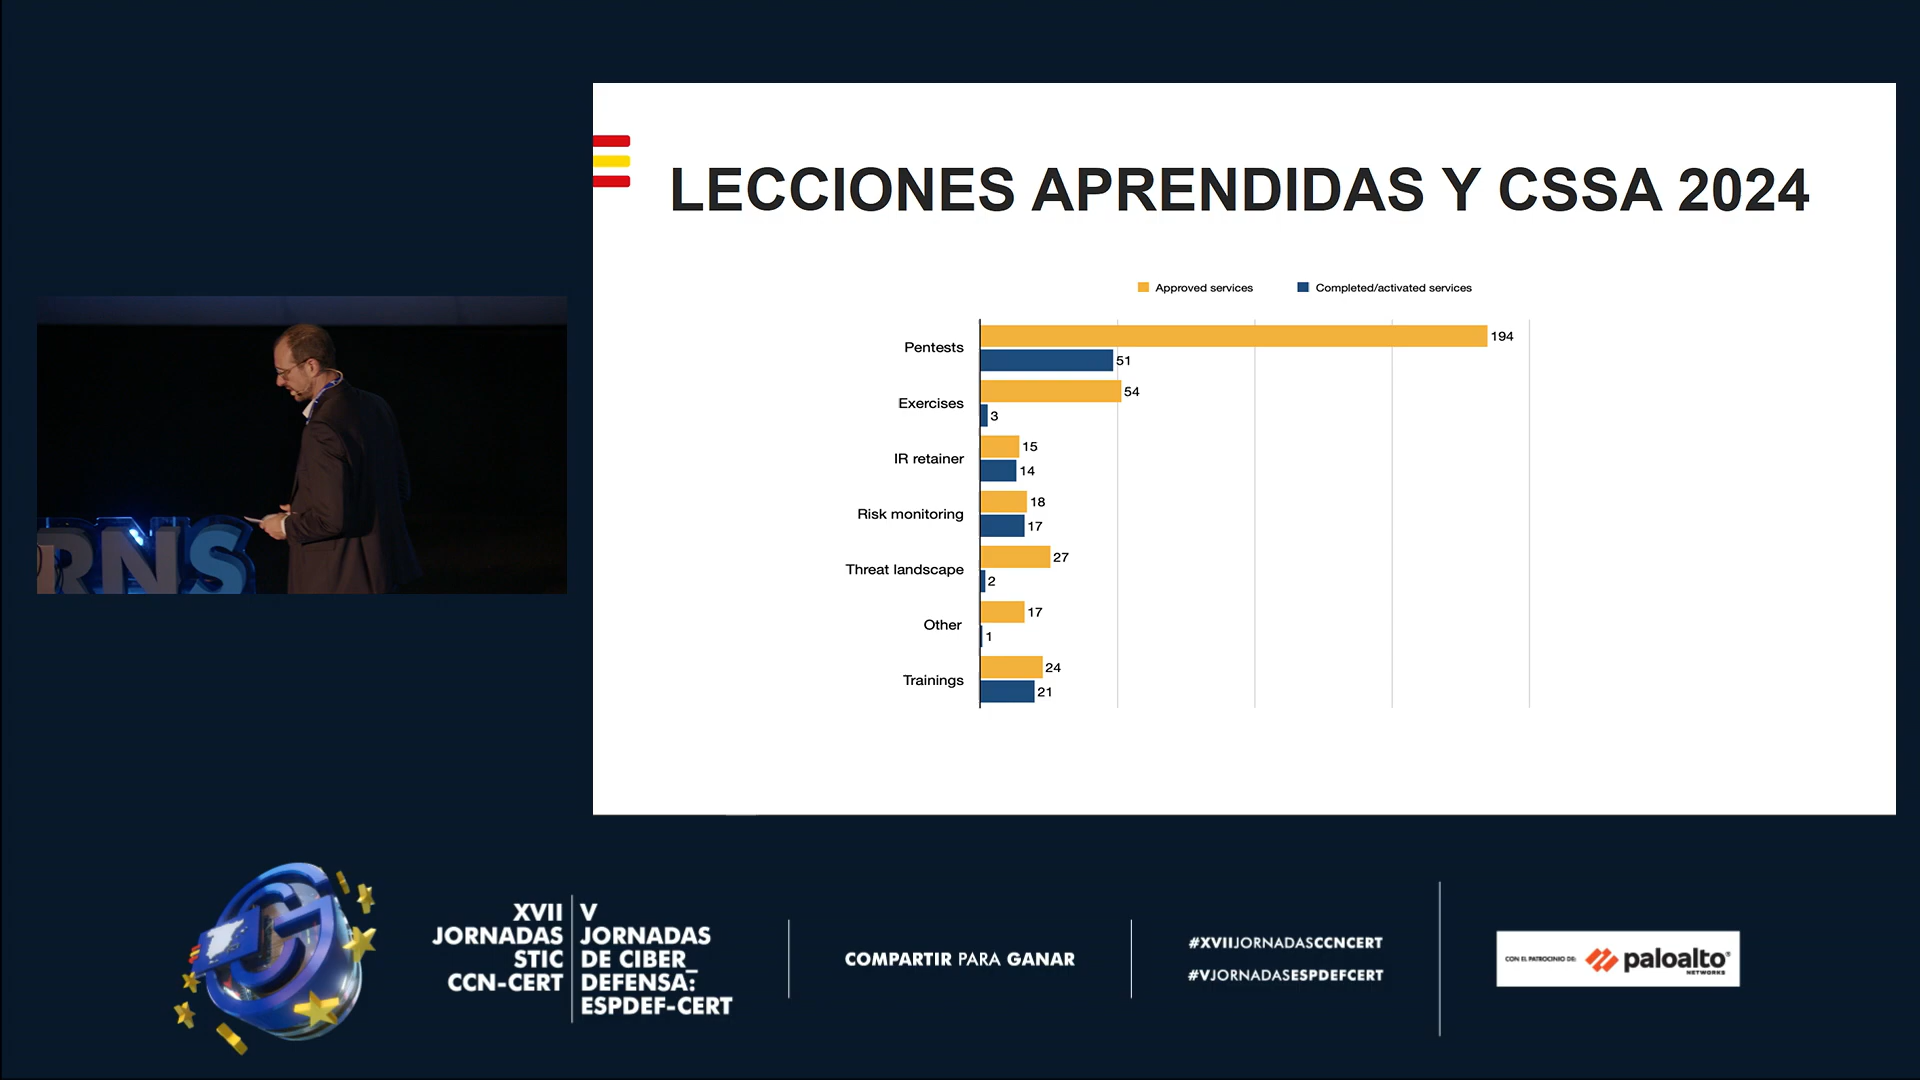 LECCIONES APRENDIDAS Y CSSA 2024
Approved services
Completed/activated services
Pentests
194
51
Exercises
54
3
IR retainer
15
14
Risk monitoring
18
17
Threat landscape
27
2
Other
17
1
Trainings
24
21
RNS
XVII
JORNADAS
STIC
CCN-CERT
V
JORNADAS
DE CIBER_
DEFENSA:
ESPDEF-CERT
COMPARTIR PARA GANAR
#XVIIJORNADASCCNCERT
#VJORNADASESPDEFCERT
CON EL PATROCINIO DE:
paloalto
NETWORKS